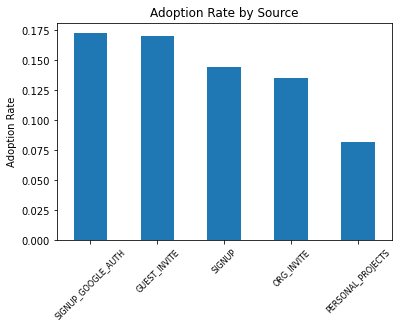 Adoption Rate by Source
Adoption Rate
0.175
0.150
0.125
0.100
0.075
0.050
0.025
0.000
SIGNUP_GOOGLE_AUTH
GUEST_INVITE
SIGNUP
ORG_INVITE
PERSONAL_PROJECTS